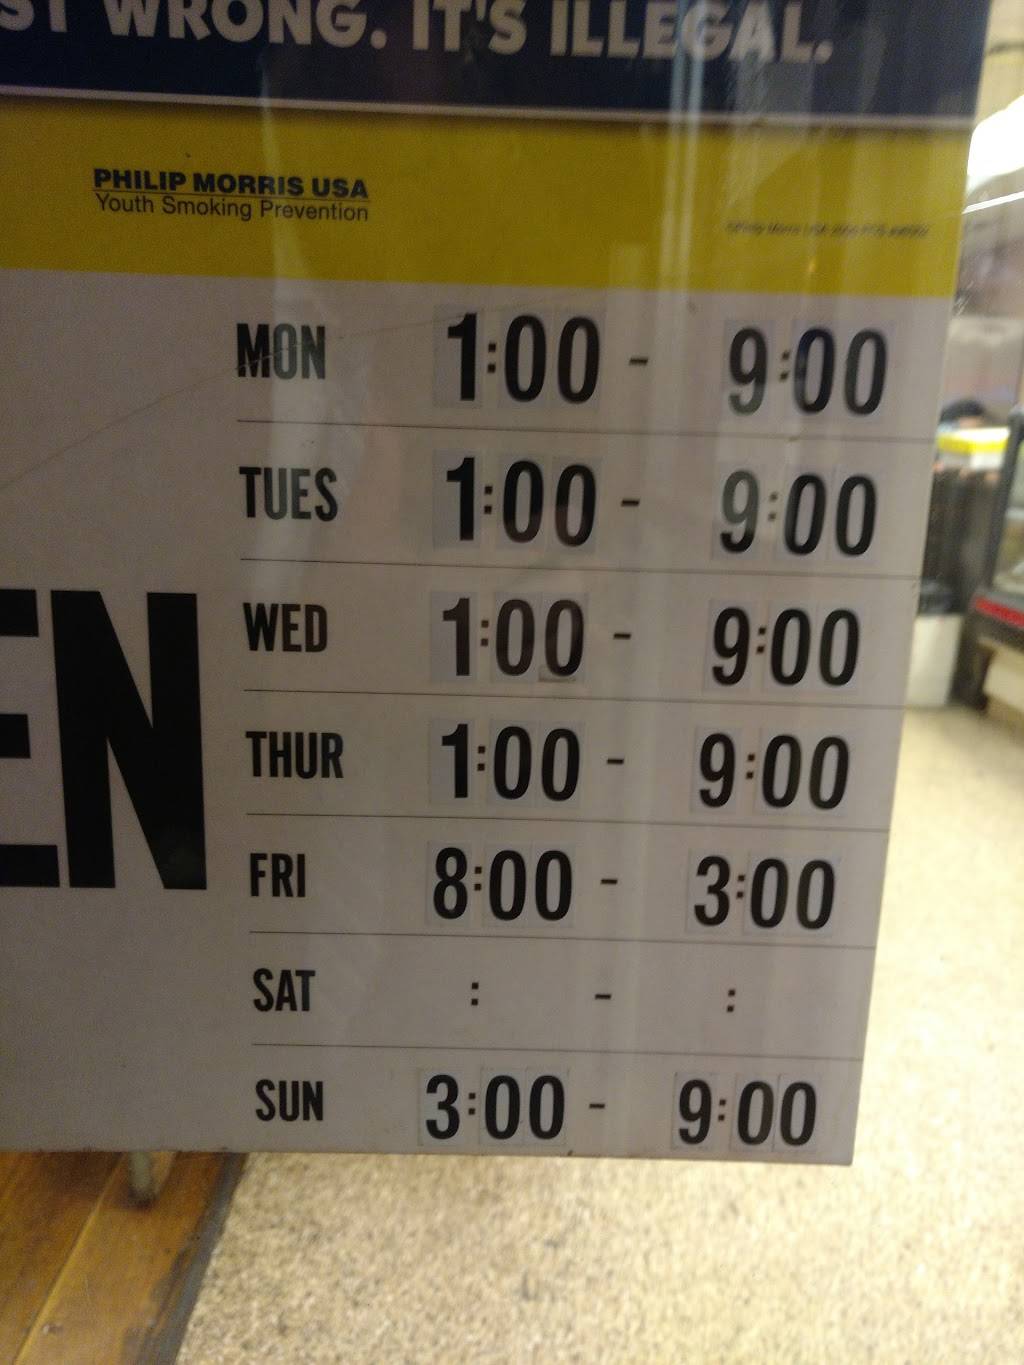 ST WRONG. IT'S ILLEGAL.
PHILIP MORRIS USA
Youth Smoking Prevention
EN
MON 1:00 - 9:00
TUES 1:00 - 9:00
WED 1:00 - 9:00
THUR 1:00 - 9:00
FRI 8:00 - 3:00
SAT : - :
SUN 3:00 - 9:00